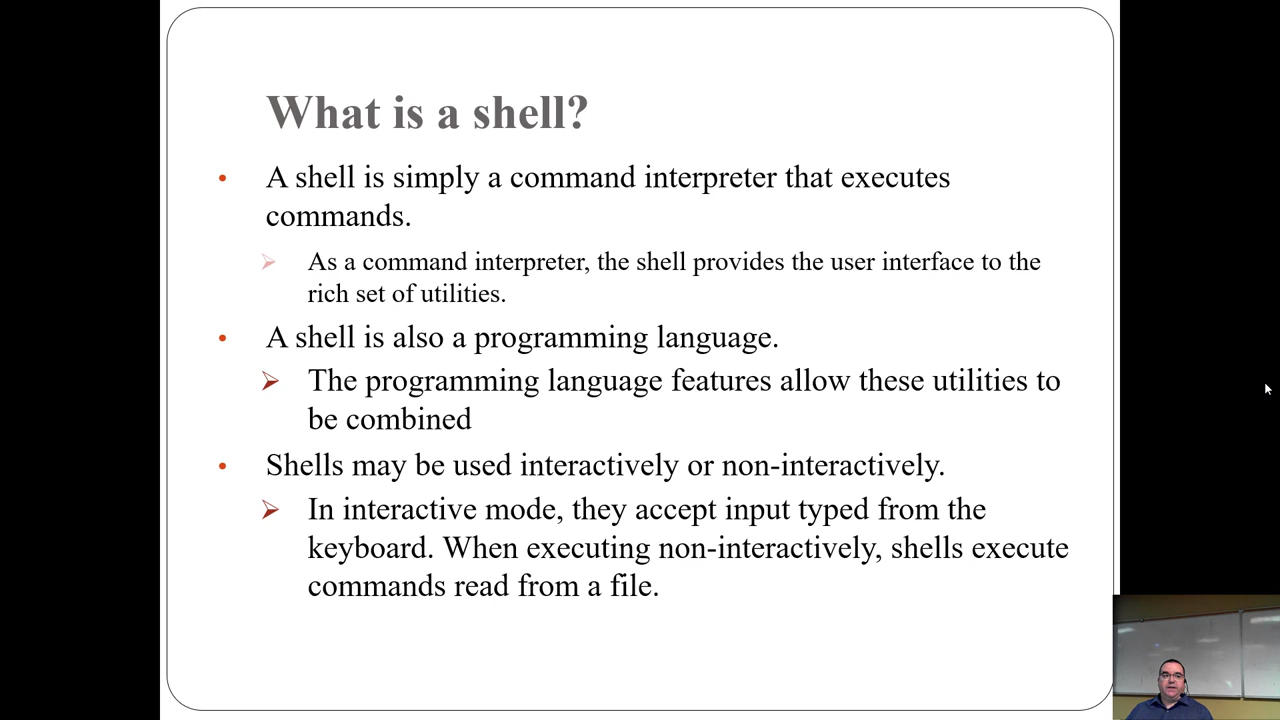 What is a shell?
• A shell is simply a command interpreter that executes
commands.
➢ As a command interpreter, the shell provides the user interface to the
rich set of utilities.
• A shell is also a programming language.
➢ The programming language features allow these utilities to
be combined
• Shells may be used interactively or non-interactively.
➢ In interactive mode, they accept input typed from the
keyboard. When executing non-interactively, shells execute
commands read from a file.